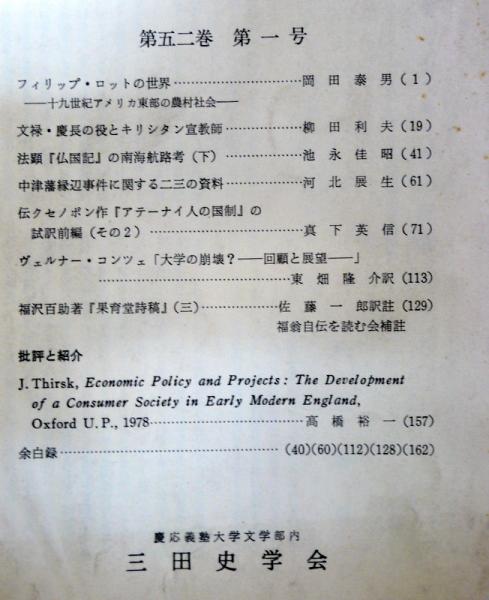 第五二巻 第一号
フィリップ・ロットの世界……………………………岡田泰男(1)
――十九世紀アメリカ東部の農村社会――
文禄・慶長の役とキリシタン宣教師………………柳田利夫(19)
法顕『仏国記』の南海航路考(下)………………池永佳昭(41)
中津藩縁辺事件に関する二三の資料………………河北展生(61)
伝クセノポン作『アテーナイ人の国制』の
試訳前編(その2)…………………………………真下英信(71)
ヴェルナー・コンツェ「大学の崩壊?――回顧と展望――」
……………………………………東畑隆介訳(113)
福沢百助著『杲育堂詩稿』(三)………………佐藤一郎訳註(129)
福翁自伝を読む会補註
批評と紹介
J. Thirsk, Economic Policy and Projects: The Development
of a Consumer Society in Early Modern England,
Oxford U. P., 1978……………………………………高橋裕一(157)
余白録……………………………………(40)(60)(112)(128)(162)
慶応義塾大学文学部内
三田史学会